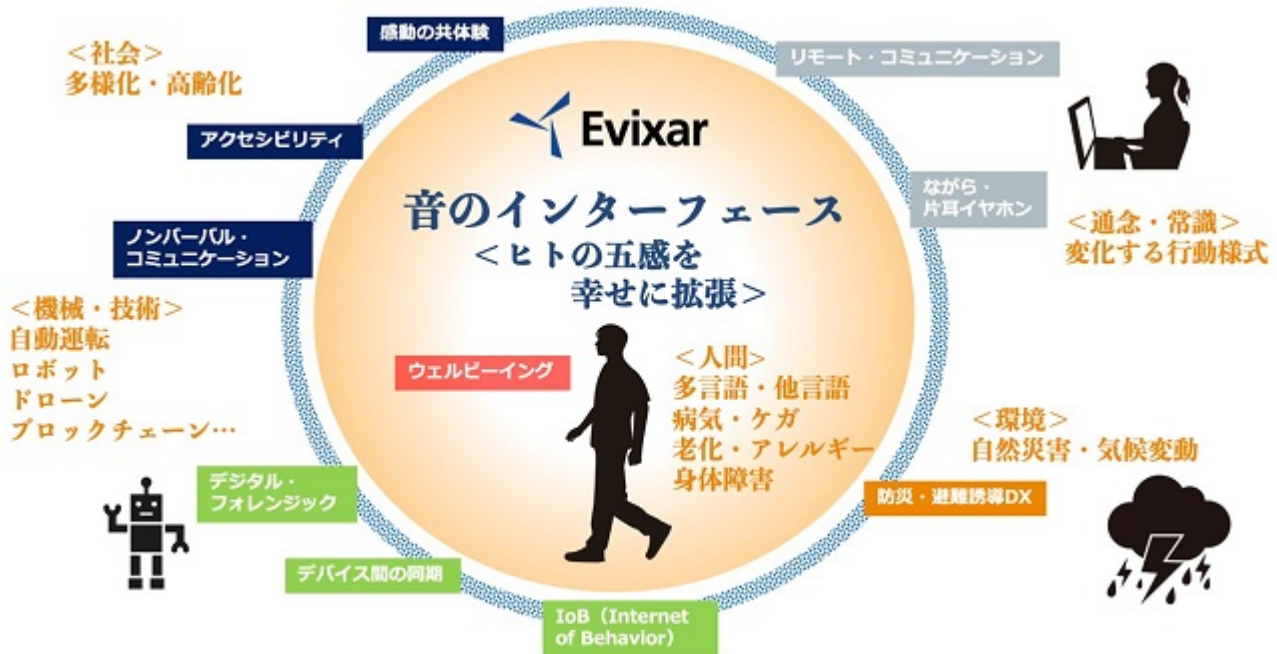 感動の共体験
＜社会＞
多様化・高齢化
リモート・コミュニケーション
アクセシビリティ
Evixar
ながら・
片耳イヤホン
音のインターフェース
＜ヒトの五感を
幸せに拡張＞
＜通念・常識＞
変化する行動様式
ノンバーバル・
コミュニケーション
＜機械・技術＞
自動運転
ロボット
ドローン
ブロックチェーン…
ウェルビーイング
＜人間＞
多言語・他言語
病気・ケガ
老化・アレルギー
身体障害
＜環境＞
自然災害・気候変動
デジタル・
フォレンジック
防災・避難誘導DX
デバイス間の同期
IoB（Internet
of Behavior）